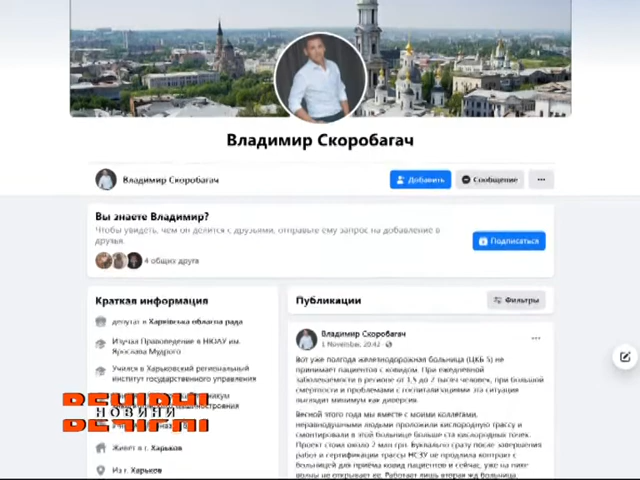 Владимир Скоробагач
Владимир Скоробагач
Добавить
Сообщение
Вы знаете Владимир?
Чтобы увидеть, чем он делится с друзьями, отправьте ему запрос на добавление в
друзья.
4 общих друга
Подписаться
Краткая информация
депутат в Харківська обласна рада
Изучал Правоведение в НЮАУ им.
Ярослава Мудрого
Учился в Харьковский региональный
институт государственного управления
Живет в г. Харьков
Из г. Харьков
Публикации
Фильтры
Владимир Скоробагач
1 November, 20:42
Вот уже полгода железнодорожная больница (ЦКБ 5) не
принимает пациентов с ковидом. При ежедневной
заболеваемости в регионе от 1,5 до 2 тысяч человек, при большой
смертности и проблемами с госпитализациями эта ситуация
выглядит минимум как диверсия.
Весной этого года мы вместе с моими коллегами,
неравнодушными людьми проложили кислородную трассу и
смонтировали в этой больнице больше ста кислородных точек.
Проект стоил около 2 млн грн. Буквально сразу после завершения
работ и сертификации трассы НСЗУ не продлила контракт с
больницей для приёма ковид пациентов и сейчас, уже на пике
волны не открывает ее. Работает лишь вторая жд больница,
ВЕЧІРНІ
НОВИНИ